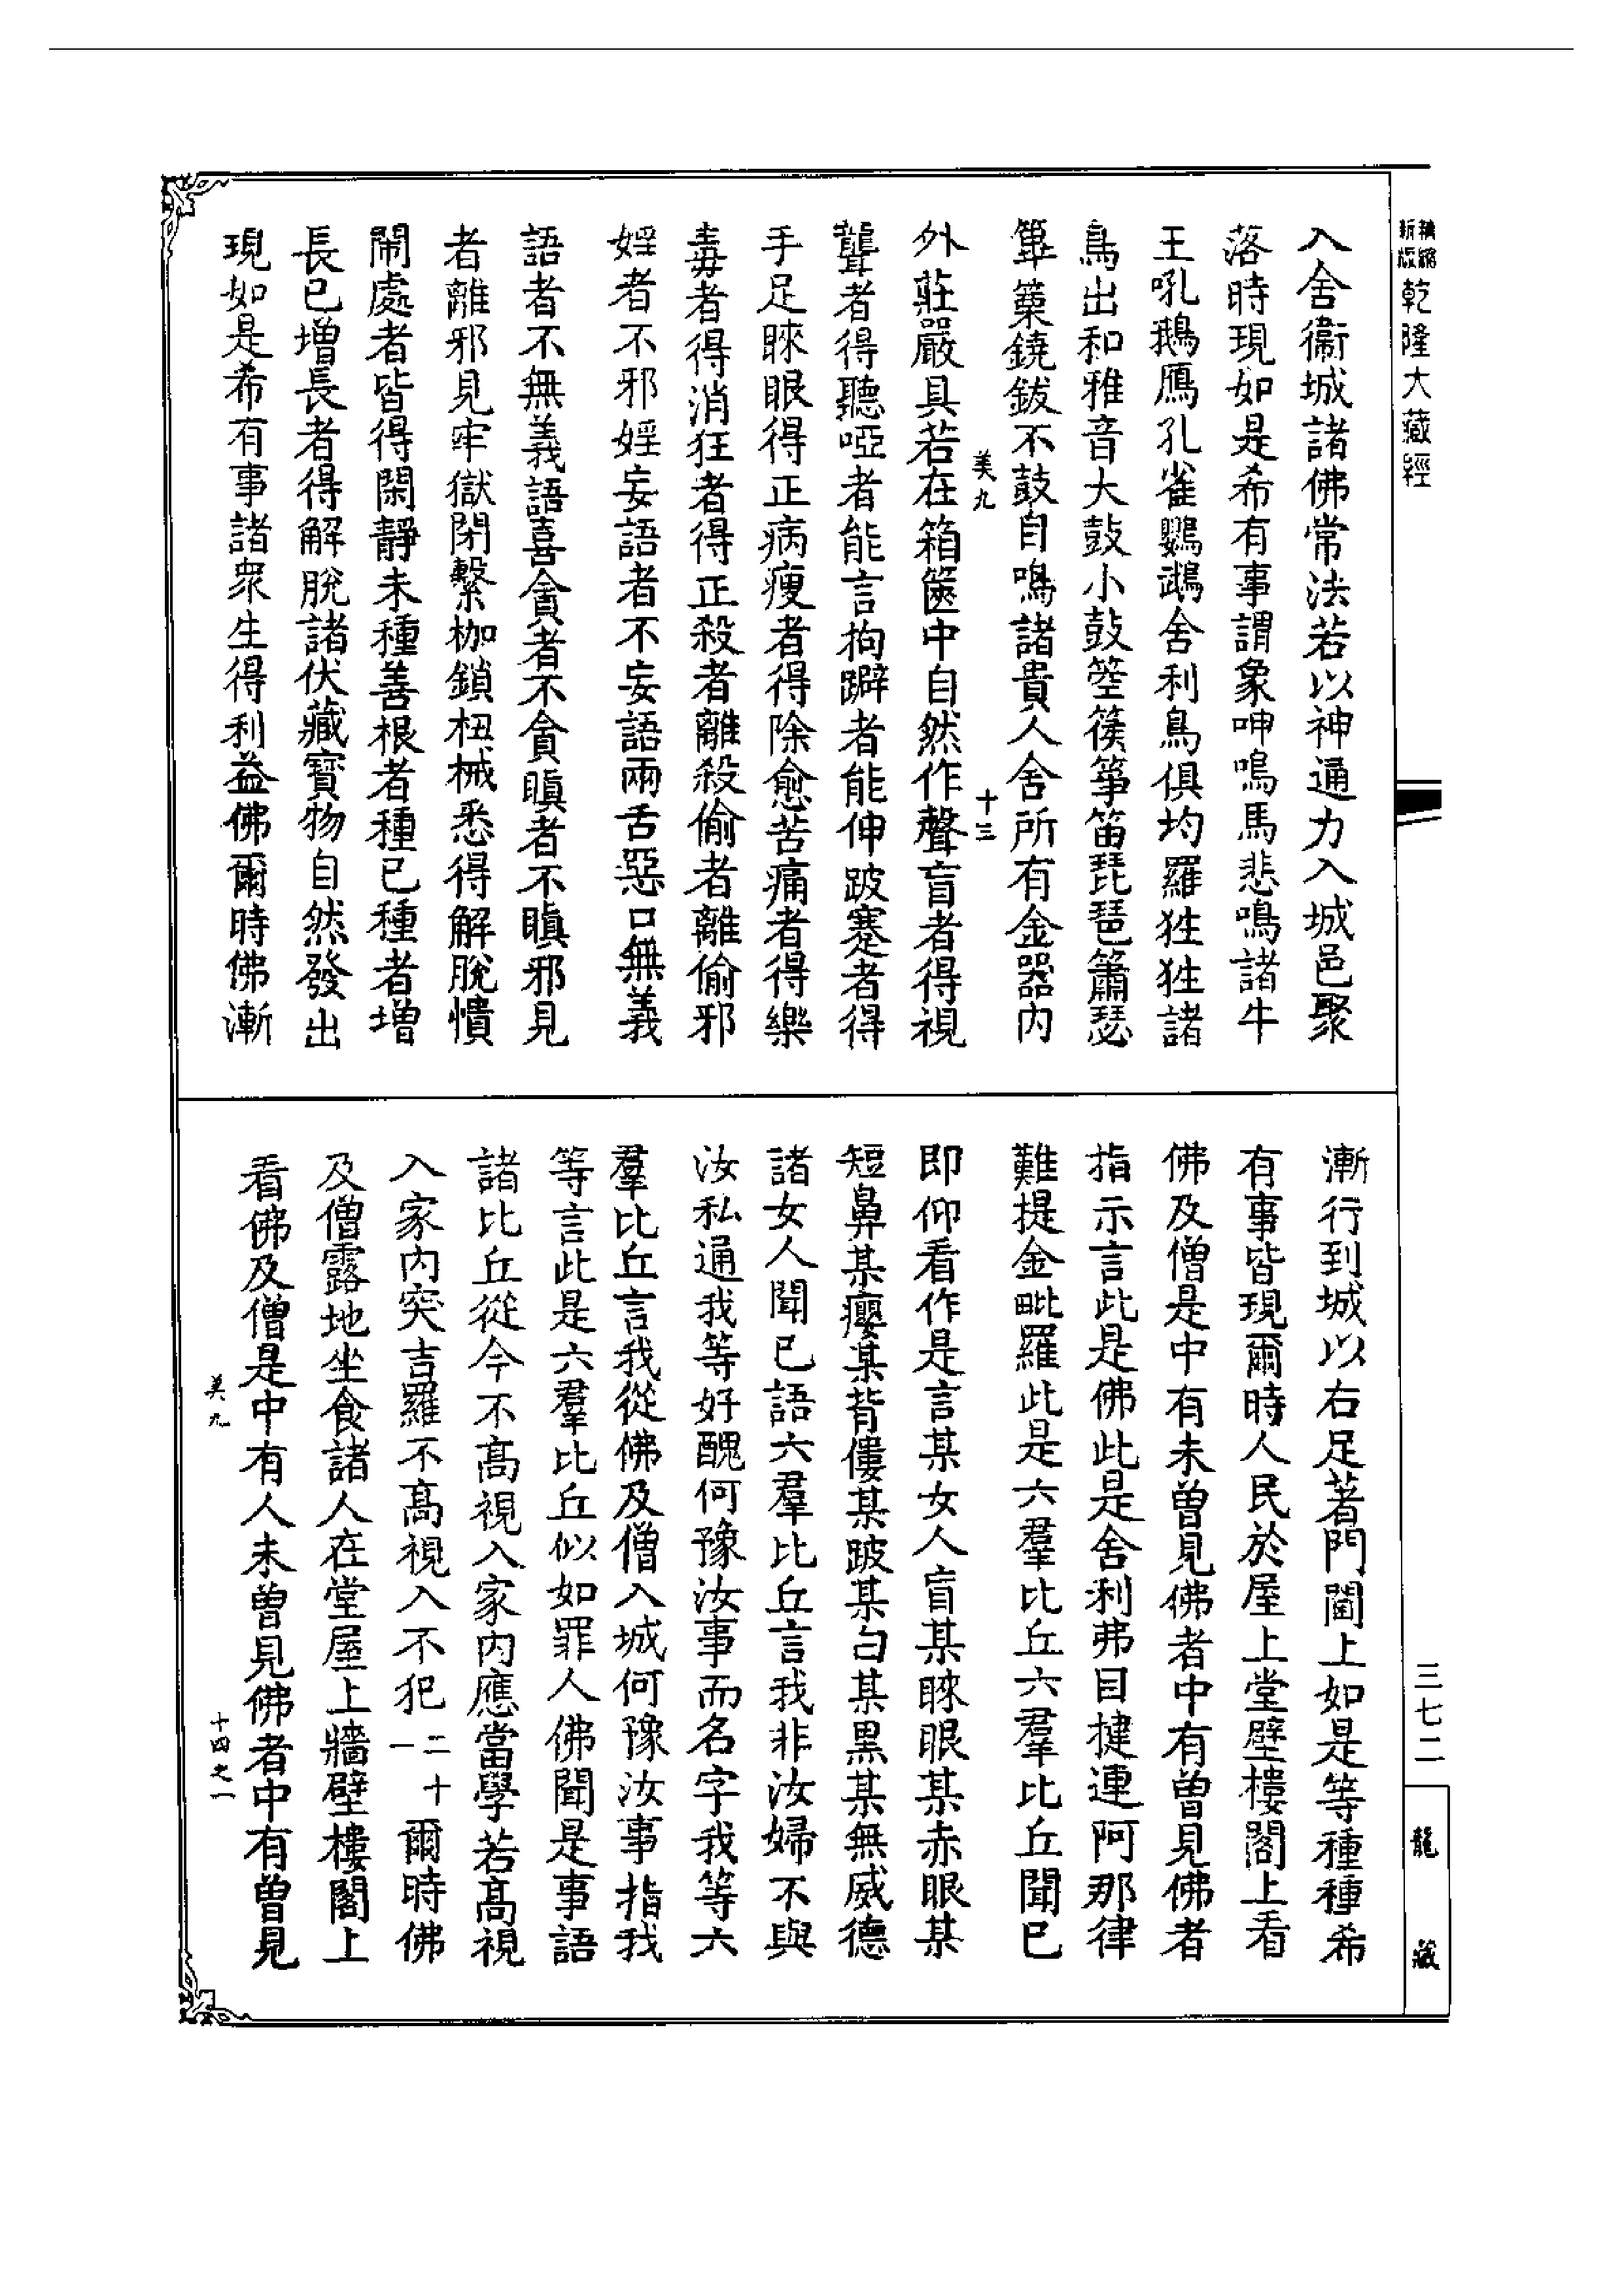 精縮新版乾隆大藏經
入舍衞城諸佛常法若以神通力入城邑聚
落時現如是希有事謂象呻嗚馬悲鳴諸牛
王吼鵝鴈孔雀鸚鵡舍利鳥俱均羅狌狌諸
鳥出和雅音大鼓小鼓箜篌箏笛琵琶簫瑟
篳篥鐃鈸不鼓自鳴諸貴人舍所有金器內
美九 十三
外莊嚴具若在箱篋中自然作聲盲者得視
聾者得聽啞者能言拘躃者能伸跛蹇者得
手足睞眼得正病瘦者得除愈苦痛者得樂
毒者得消狂者得正殺者離殺偷者離偷邪
婬者不邪婬妄語者不妄語兩舌惡口無義
語者不無義語喜貪者不貪瞋者不瞋邪見
者離邪見牢獄閉繫枷鎖杻械悉得解脫憒
閙處者皆得閑靜未種善根者種已種者增
長已增長者得解脫諸伏藏寶物自然發出
現如是希有事諸衆生得利益佛爾時佛漸
漸行到城以右足著門閫上如是等種種希
有事皆現爾時人民於屋上堂壁樓閣上看
佛及僧是中有未曾見佛者中有曾見佛者
指示言此是佛此是舍利弗目揵連阿那律
難提金毗羅此是六羣比丘六羣比丘聞已
即仰看作是言某女人盲某睞眼某赤眼某
短鼻某癭某背僂某跛某白某黑某無威德
諸女人聞已語六羣比丘言我非汝婦不與
汝私通我等好醜何豫汝事而名字我等六
羣比丘言我從佛及僧入城何豫汝事指我
等言此是六羣比丘似如罪人佛聞是事語
諸比丘從今不高視入家內應當學若高視
入家內突吉羅不高視入不犯二十一爾時佛
及僧露地坐食諸人在堂屋上牆壁樓閣上
看佛及僧是中有人未曾見佛者中有曾見
美九 十四之一
三七二
龍藏